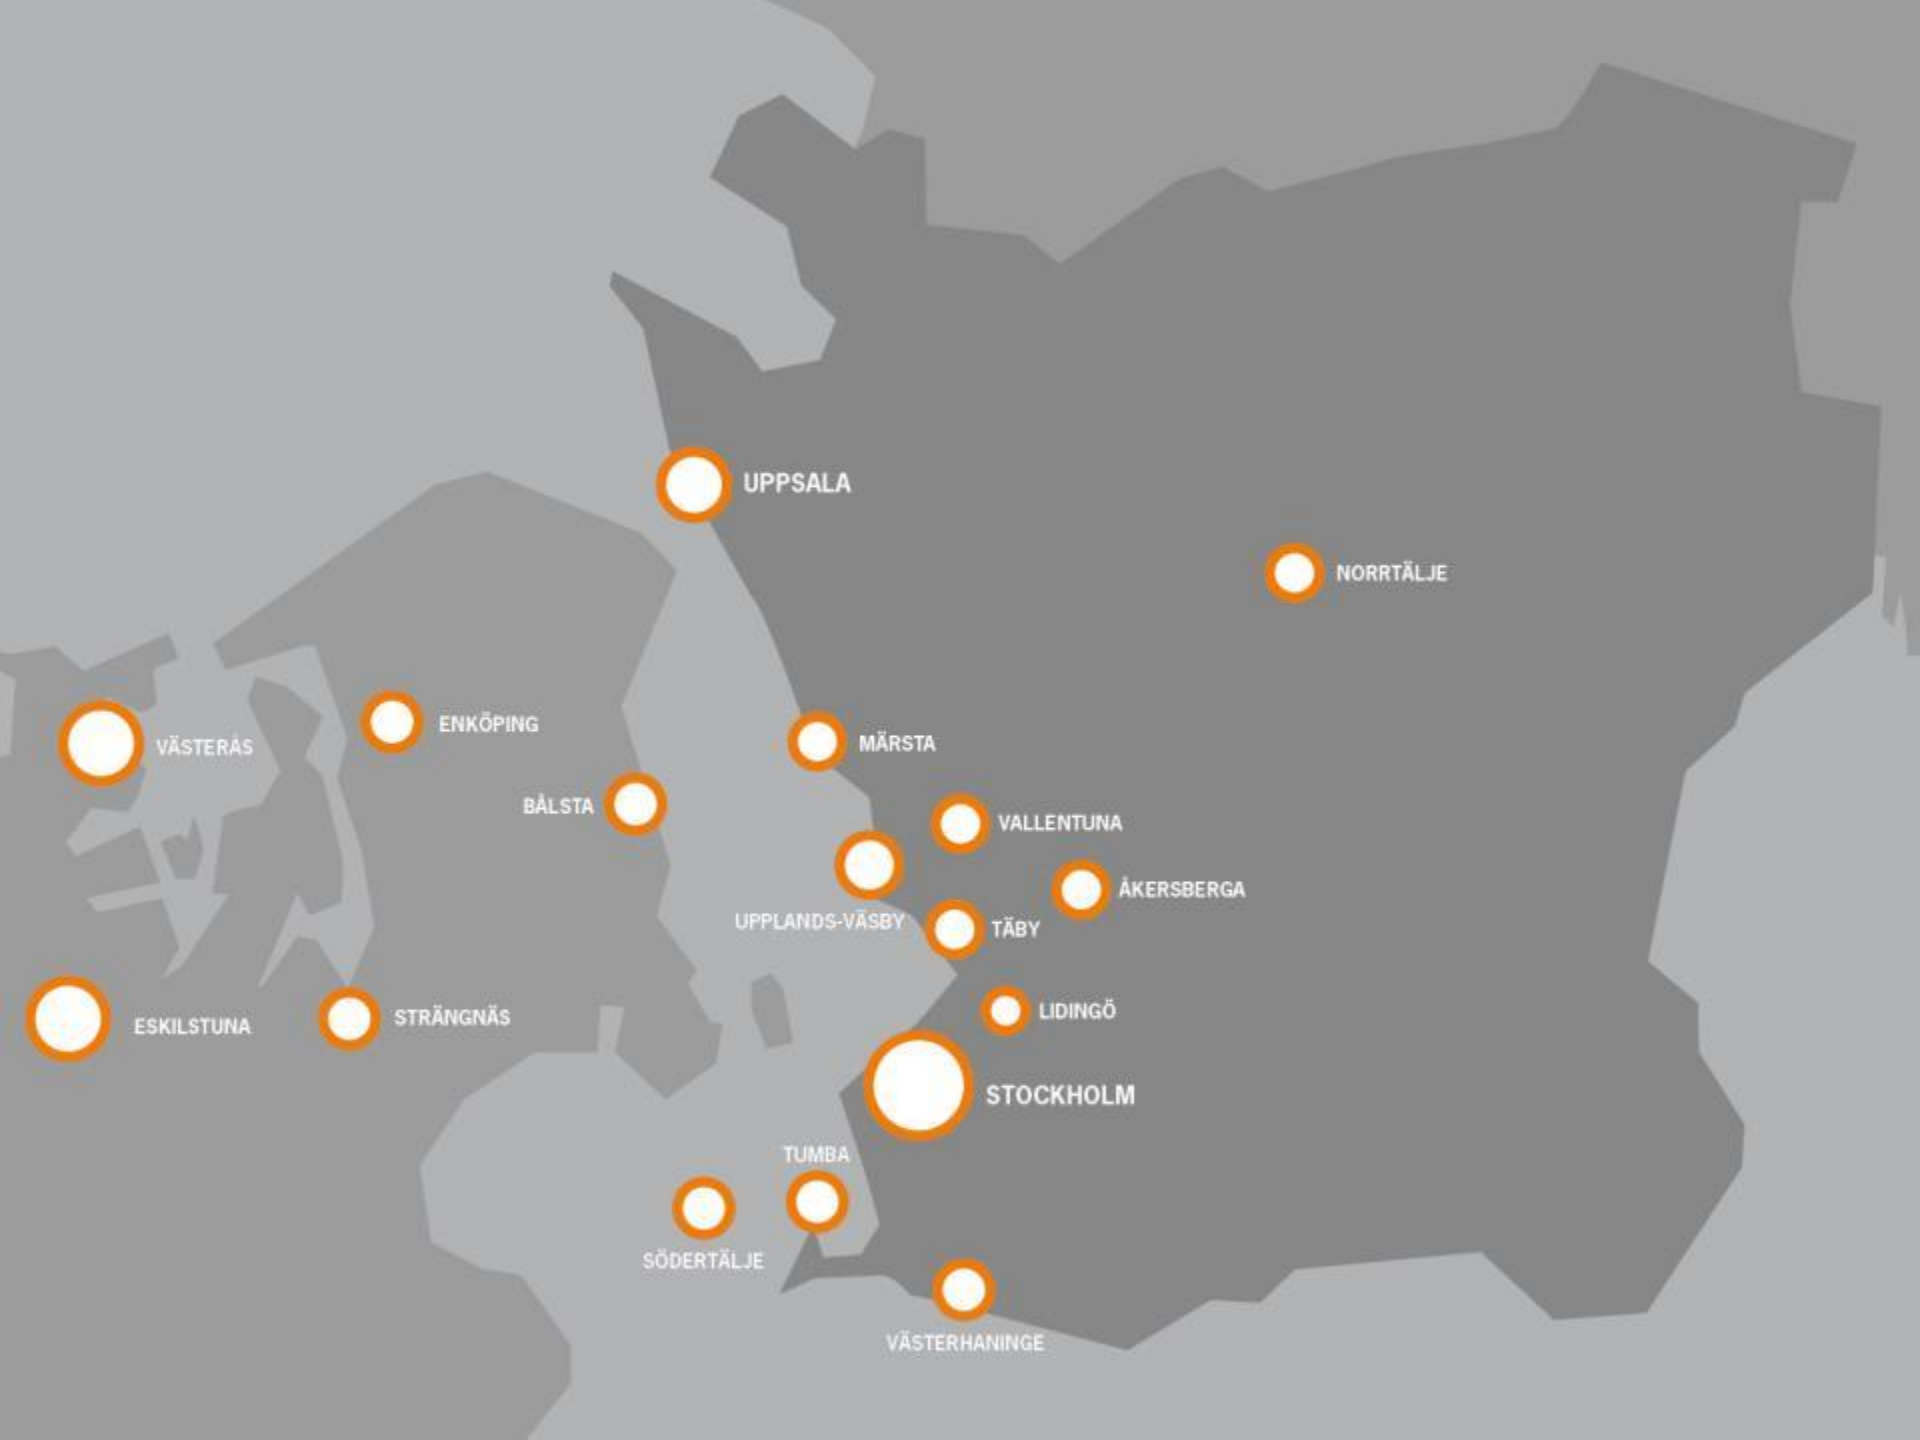 UPPSALA
NORRTÄLJE
ENKÖPING
VÄSTERÅS
MÄRSTA
BÅLSTA
VALLENTUNA
ÅKERSBERGA
UPPLANDS-VÄSBY
TÄBY
LIDINGÖ
STRÄNGNÄS
ESKILSTUNA
STOCKHOLM
TUMBA
SÖDERTÄLJE
VÄSTERHANINGE